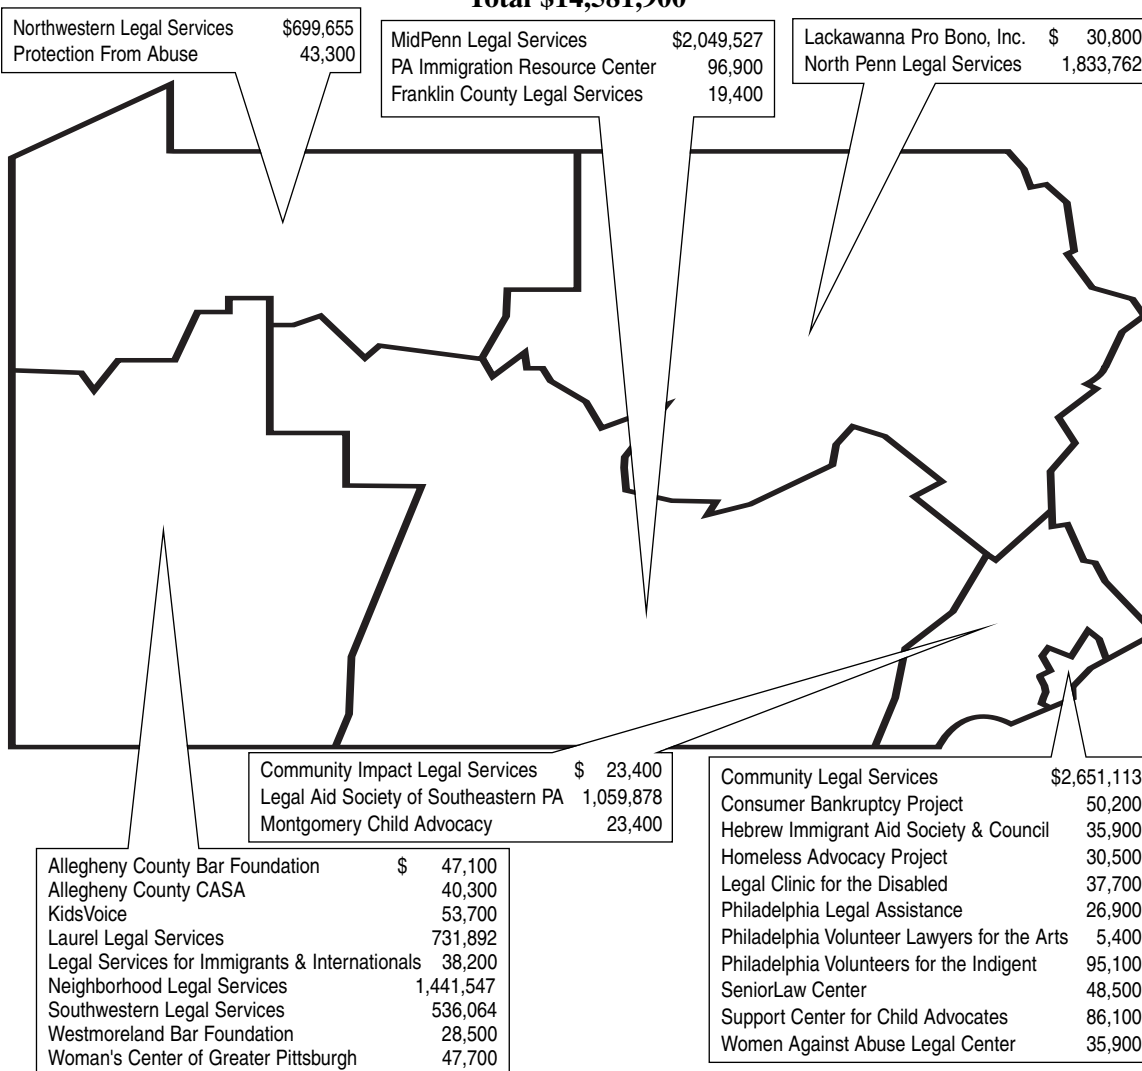 Total $14,581,900
Northwestern Legal Services $699,655
Protection From Abuse 43,300
MidPenn Legal Services $2,049,527
PA Immigration Resource Center 96,900
Franklin County Legal Services 19,400
Lackawanna Pro Bono, Inc. $ 30,800
North Penn Legal Services 1,833,762
Community Impact Legal Services $ 23,400
Legal Aid Society of Southeastern PA 1,059,878
Montgomery Child Advocacy 23,400
Allegheny County Bar Foundation $ 47,100
Allegheny County CASA 40,300
KidsVoice 53,700
Laurel Legal Services 731,892
Legal Services for Immigrants & Internationals 38,200
Neighborhood Legal Services 1,441,547
Southwestern Legal Services 536,064
Westmoreland Bar Foundation 28,500
Woman's Center of Greater Pittsburgh 47,700
Community Legal Services $2,651,113
Consumer Bankruptcy Project 50,200
Hebrew Immigrant Aid Society & Council 35,900
Homeless Advocacy Project 30,500
Legal Clinic for the Disabled 37,700
Philadelphia Legal Assistance 26,900
Philadelphia Volunteer Lawyers for the Arts 5,400
Philadelphia Volunteers for the Indigent 95,100
SeniorLaw Center 48,500
Support Center for Child Advocates 86,100
Women Against Abuse Legal Center 35,900